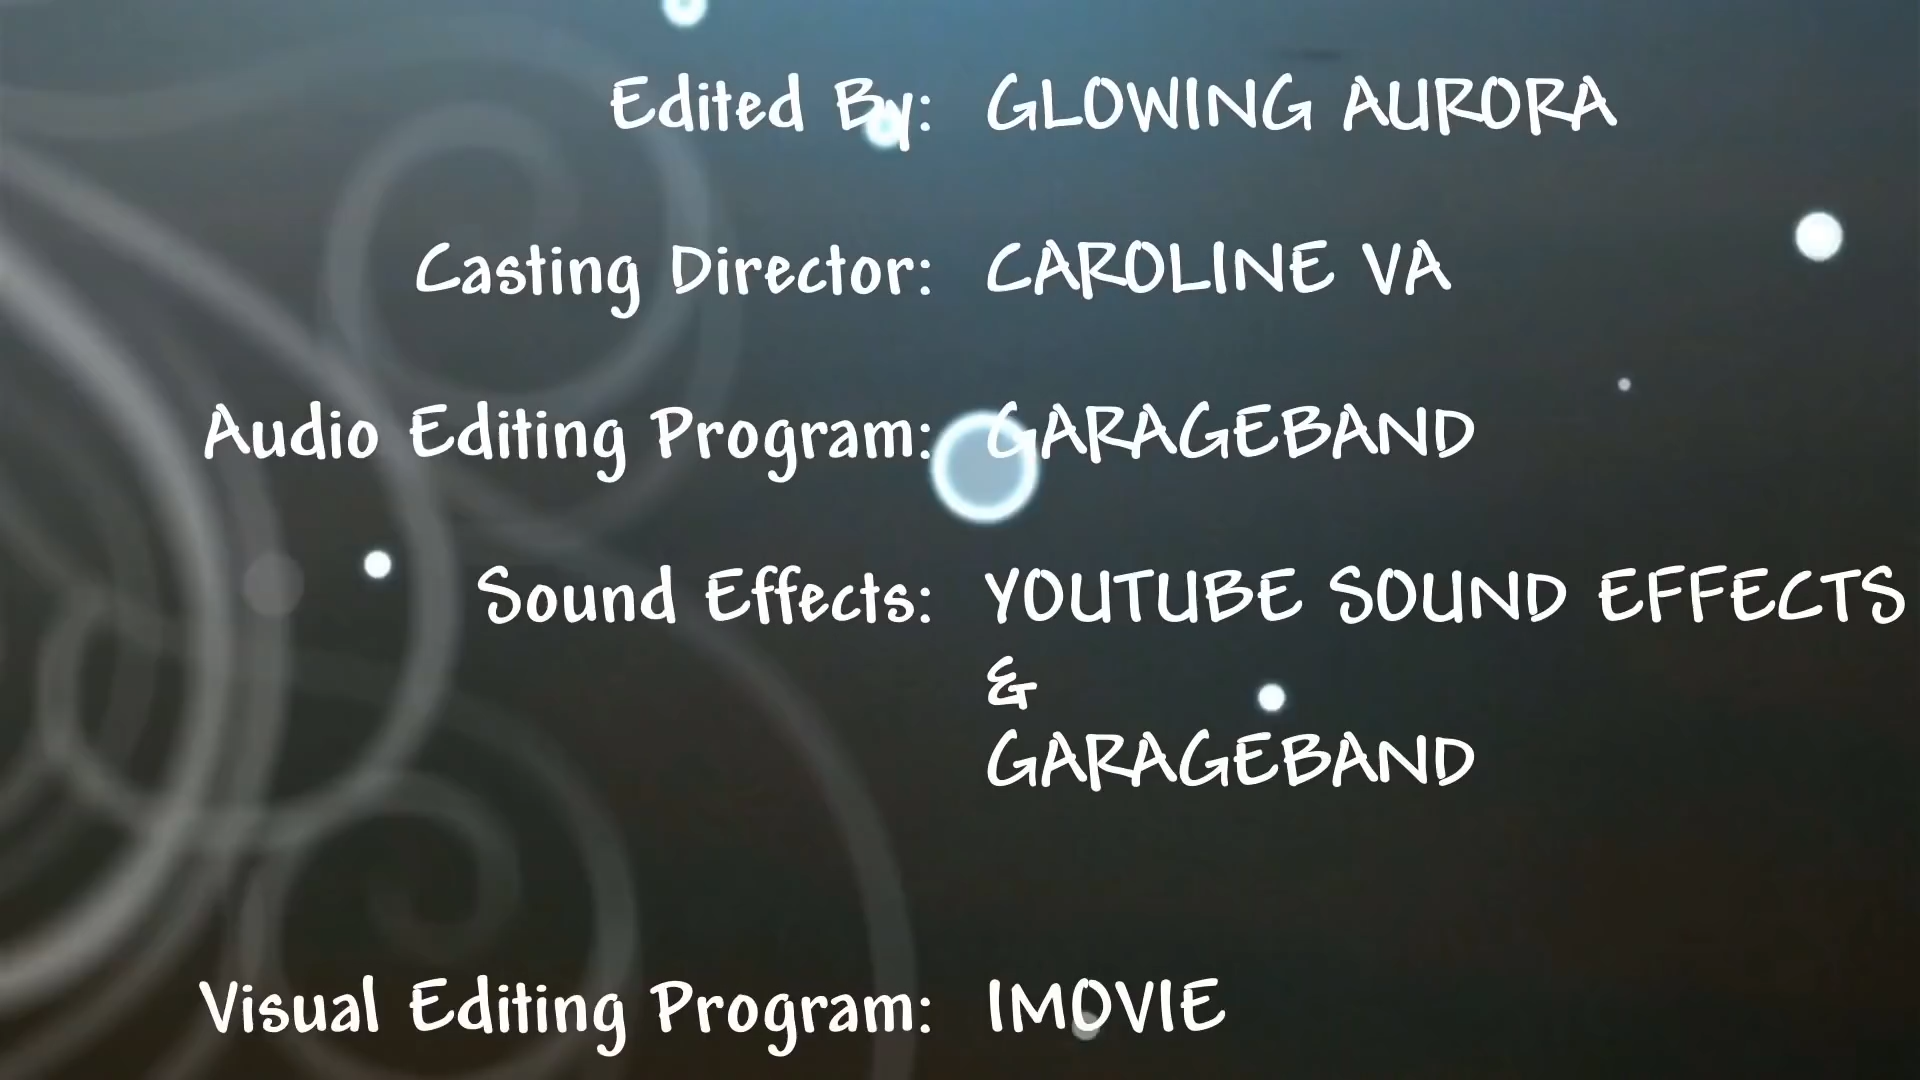 Edited By: GLOWING AURORA
Casting Director: CAROLINE VA
Audio Editing Program: GARAGEBAND
Sound Effects: YOUTUBE SOUND EFFECTS
&
GARAGEBAND
Visual Editing Program: IMOVIE